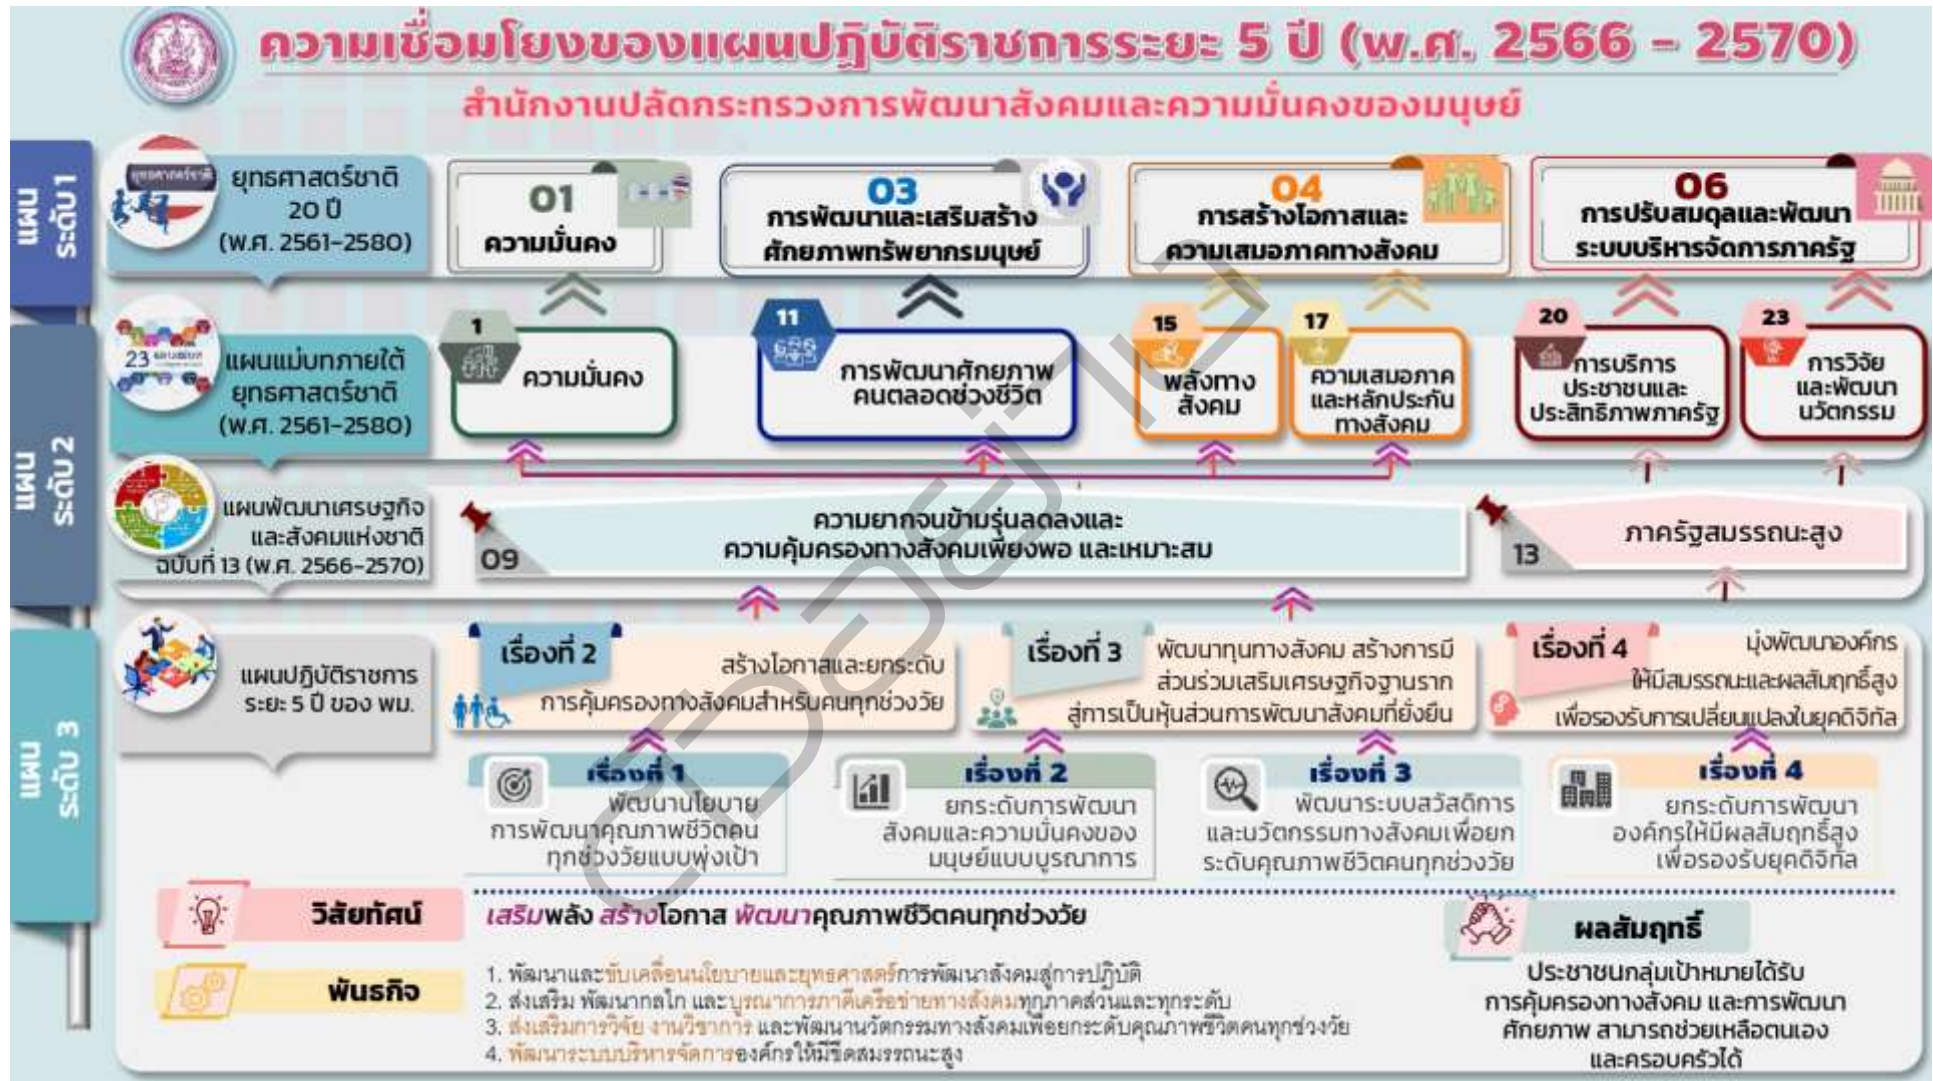 ความเชื่อมโยงของแผนปฏิบัติราชการระยะ 5 ปี (พ.ศ. 2566 - 2570)
สำนักงานปลัดกระทรวงการพัฒนาสังคมและความมั่นคงของมนุษย์
แผน
ระดับ 1
ยุทธศาสตร์ชาติ
ยุทธศาสตร์ชาติ
20 ปี
(พ.ศ. 2561-2580)
01
ความมั่นคง
03
การพัฒนาและเสริมสร้าง
ศักยภาพทรัพยากรมนุษย์
04
การสร้างโอกาสและ
ความเสมอภาคทางสังคม
06
การปรับสมดุลและพัฒนา
ระบบบริหารจัดการภาครัฐ
แผน
ระดับ 2
23
แผนแม่บทภายใต้
ยุทธศาสตร์ชาติ
(พ.ศ. 2561-2580)
1
ความมั่นคง
11
การพัฒนาศักยภาพ
คนตลอดช่วงชีวิต
15
พลังทาง
สังคม
17
ความเสมอภาค
และหลักประกัน
ทางสังคม
20
การบริการ
ประชาชนและ
ประสิทธิภาพภาครัฐ
23
การวิจัย
และพัฒนา
นวัตกรรม
แผนพัฒนาเศรษฐกิจ
และสังคมแห่งชาติ
ฉบับที่ 13 (พ.ศ. 2566-2570)
09
ความยากจนข้ามรุ่นลดลงและ
ความคุ้มครองทางสังคมเพียงพอ และเหมาะสม
13
ภาครัฐสมรรถนะสูง
แผน
ระดับ 3
แผนปฏิบัติราชการ
ระยะ 5 ปี ของ พม.
เรื่องที่ 2
สร้างโอกาสและยกระดับ
การคุ้มครองทางสังคมสำหรับคนทุกช่วงวัย
เรื่องที่ 3
พัฒนาทุนทางสังคม สร้างการมี
ส่วนร่วมเสริมเศรษฐกิจฐานราก
สู่การเป็นหุ้นส่วนการพัฒนาสังคมที่ยั่งยืน
เรื่องที่ 4
มุ่งพัฒนาองค์กร
ให้มีสมรรถนะและผลสัมฤทธิ์สูง
เพื่อรองรับการเปลี่ยนแปลงในยุคดิจิทัล
เรื่องที่ 1
พัฒนานโยบาย
การพัฒนาคุณภาพชีวิตคน
ทุกช่วงวัยแบบพุ่งเป้า
เรื่องที่ 2
ยกระดับการพัฒนา
สังคมและความมั่นคงของ
มนุษย์แบบบูรณาการ
เรื่องที่ 3
พัฒนาระบบสวัสดิการ
และนวัตกรรมทางสังคมเพื่อยก
ระดับคุณภาพชีวิตคนทุกช่วงวัย
เรื่องที่ 4
ยกระดับการพัฒนา
องค์กรให้มีผลสัมฤทธิ์สูง
เพื่อรองรับยุคดิจิทัล
วิสัยทัศน์
เสริมพลัง สร้างโอกาส พัฒนาคุณภาพชีวิตคนทุกช่วงวัย
พันธกิจ
1. พัฒนาและขับเคลื่อนนโยบายและยุทธศาสตร์การพัฒนาสังคมสู่การปฏิบัติ
2. ส่งเสริม พัฒนากลไก และบูรณาการภาคีเครือข่ายทางสังคมทุกภาคส่วนและทุกระดับ
3. ส่งเสริมการวิจัย งานวิชาการ และพัฒนานวัตกรรมทางสังคมเพื่อยกระดับคุณภาพชีวิตคนทุกช่วงวัย
4. พัฒนาระบบบริหารจัดการองค์กรให้มีขีดสมรรถนะสูง
ผลสัมฤทธิ์
ประชาชนกลุ่มเป้าหมายได้รับ
การคุ้มครองทางสังคม และการพัฒนา
ศักยภาพ สามารถช่วยเหลือตนเอง
และครอบครัวได้
ตัวอย่าง